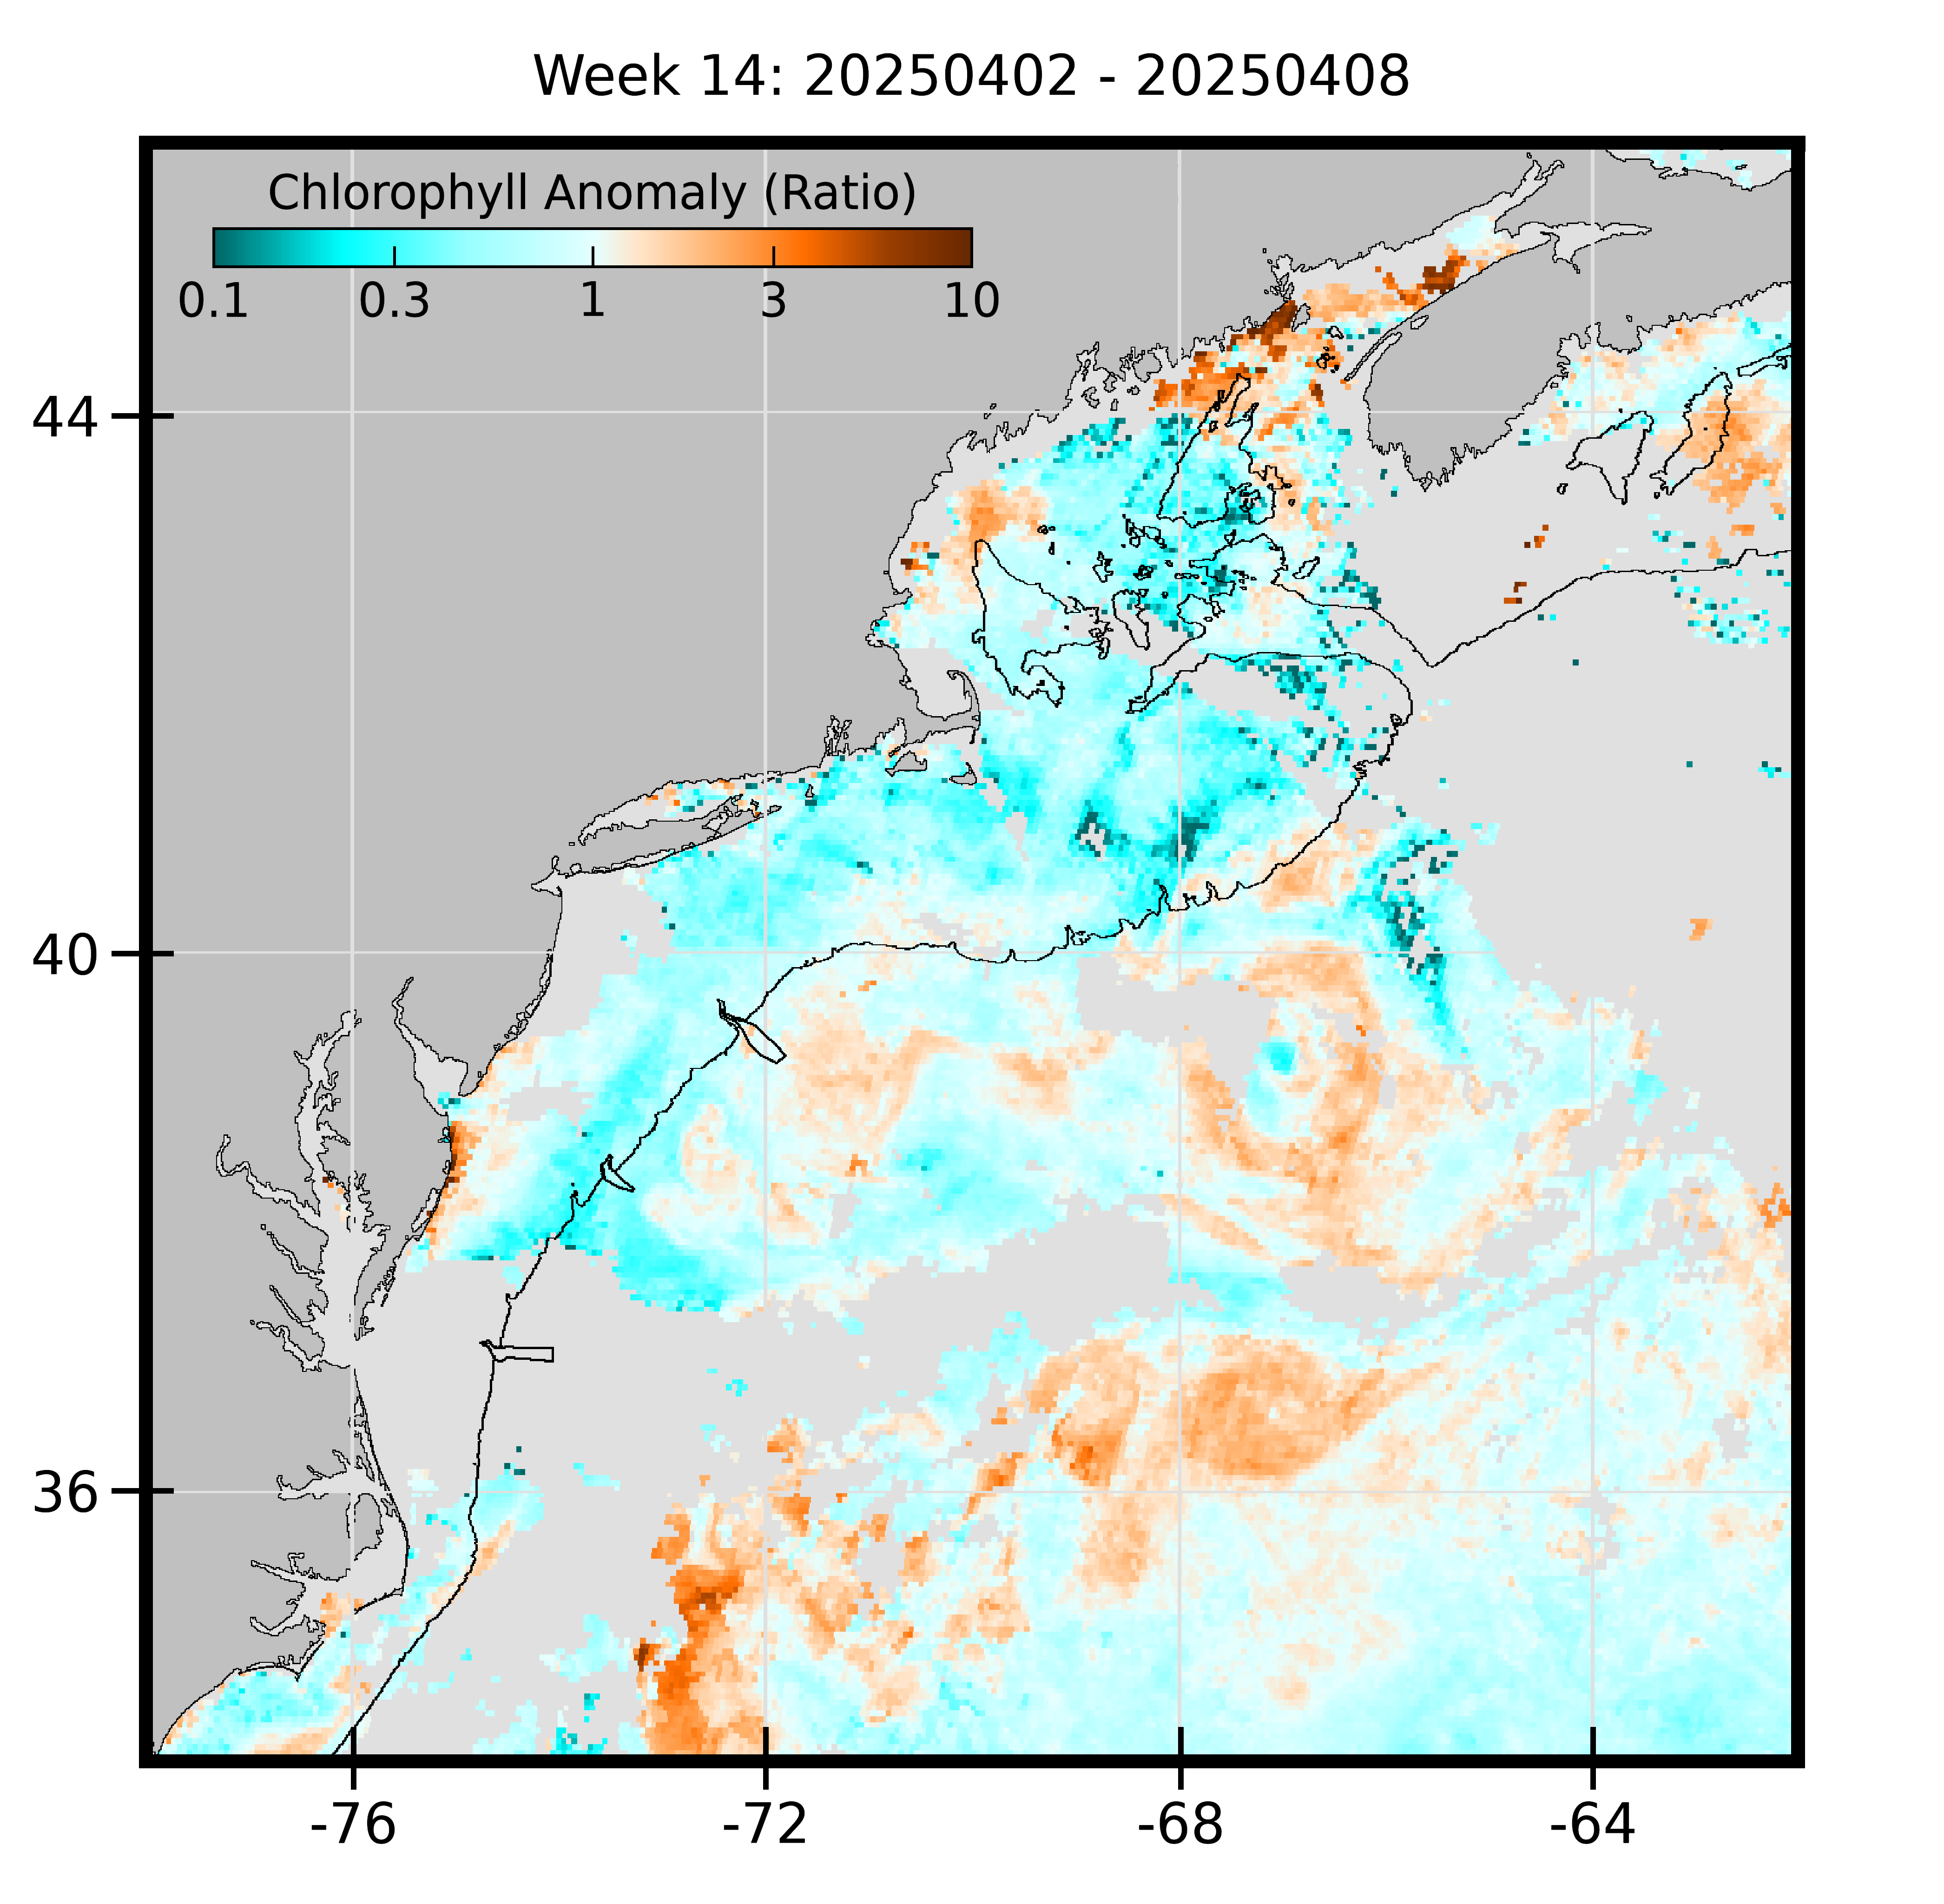 Week 14: 20250402 - 20250408
Chlorophyll Anomaly (Ratio)
0.1 0.3 1 3 10
44
40
36
-76 -72 -68 -64